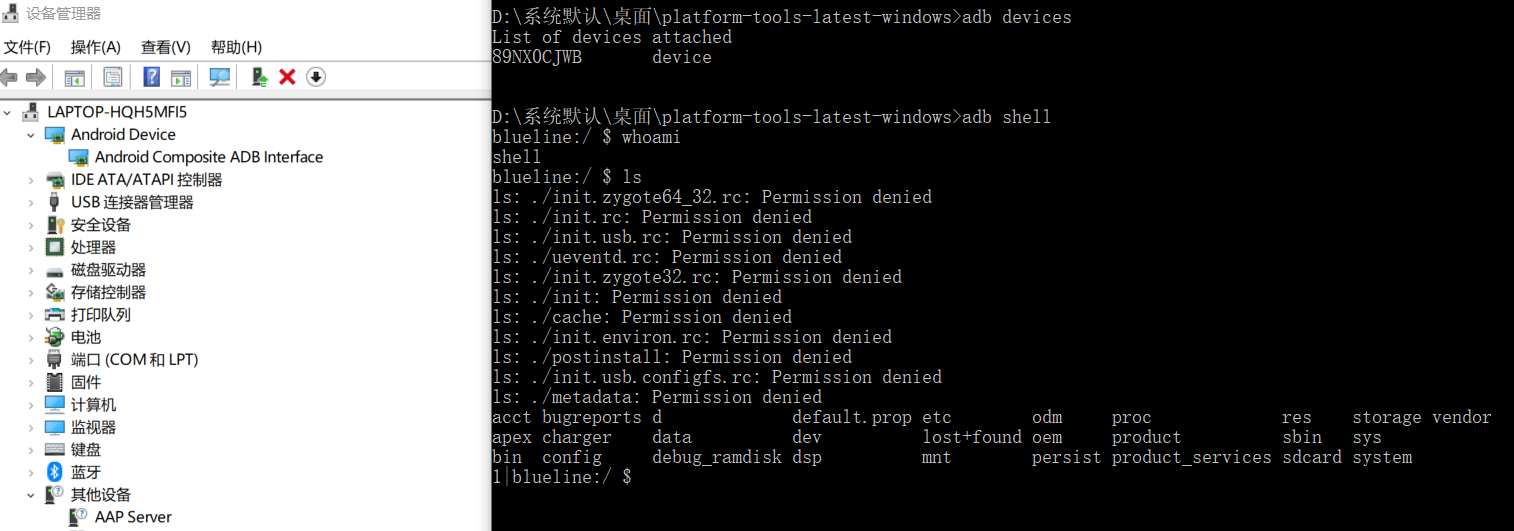 设备管理器
文件(F) 操作(A) 查看(V) 帮助(H)
LAPTOP-HQH5MFI5
Android Device
Android Composite ADB Interface
IDE ATA/ATAPI 控制器
USB 连接器管理器
安全设备
处理器
磁盘驱动器
存储控制器
打印队列
电池
端口 (COM 和 LPT)
固件
计算机
监视器
键盘
蓝牙
其他设备
AAP Server
D:\系统默认\桌面\platform-tools-latest-windows>adb devices
List of devices attached
89NX0CJWB device
D:\系统默认\桌面\platform-tools-latest-windows>adb shell
blueline:/ $ whoami
shell
blueline:/ $ ls
ls: ./init.zygote64_32.rc: Permission denied
ls: ./init.rc: Permission denied
ls: ./init.usb.rc: Permission denied
ls: ./ueventd.rc: Permission denied
ls: ./init.zygote32.rc: Permission denied
ls: ./init: Permission denied
ls: ./cache: Permission denied
ls: ./init.environ.rc: Permission denied
ls: ./postinstall: Permission denied
ls: ./init.usb.configfs.rc: Permission denied
ls: ./metadata: Permission denied
acct bugreports d default.prop etc odm proc res storage vendor
apex charger data dev lost+found oem product sbin sys
bin config debug_ramdisk dsp mnt persist product_services sdcard system
1|blueline:/ $